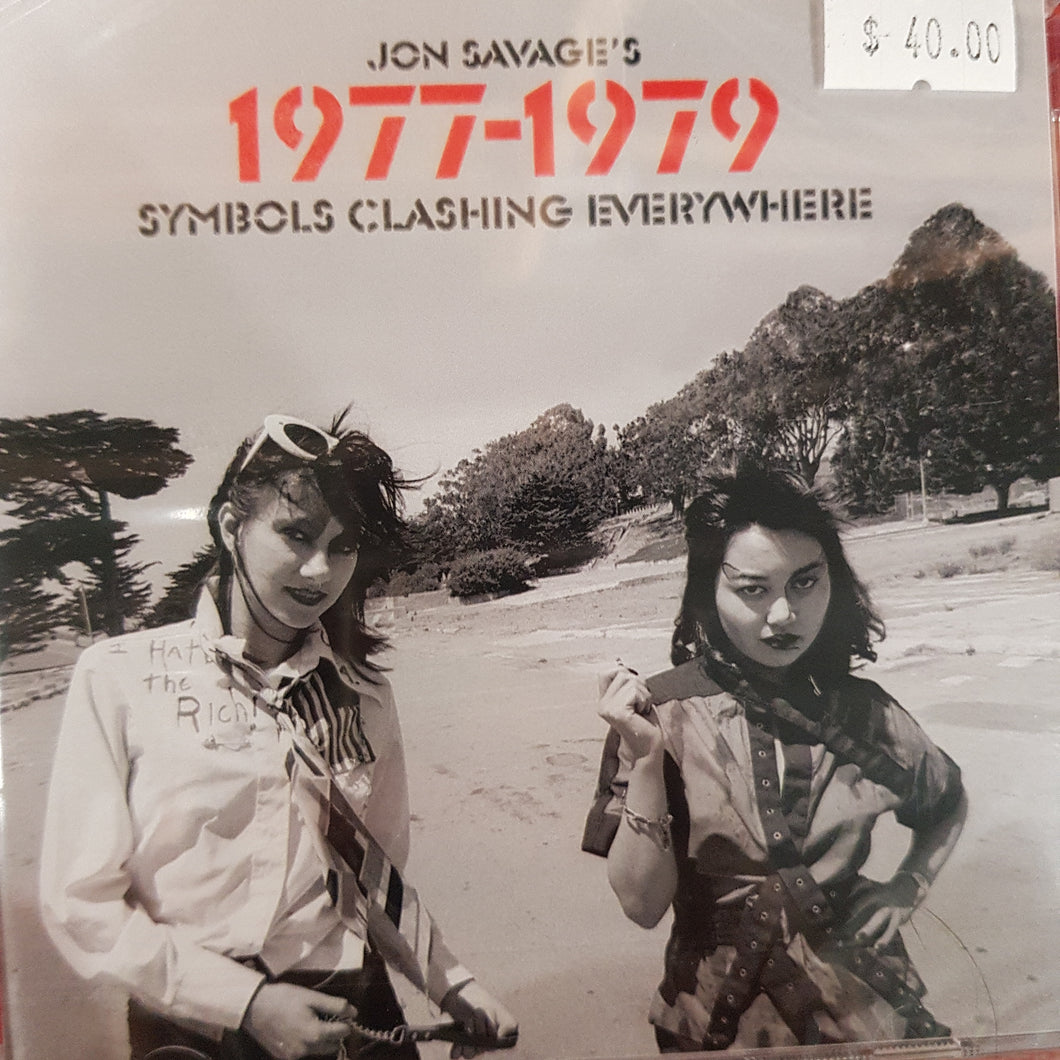 $ 40.00
JON SAVAGE'S
1977-1979
SYMBOLS CLASHING EVERYWHERE
I HATE
THE
RICH!